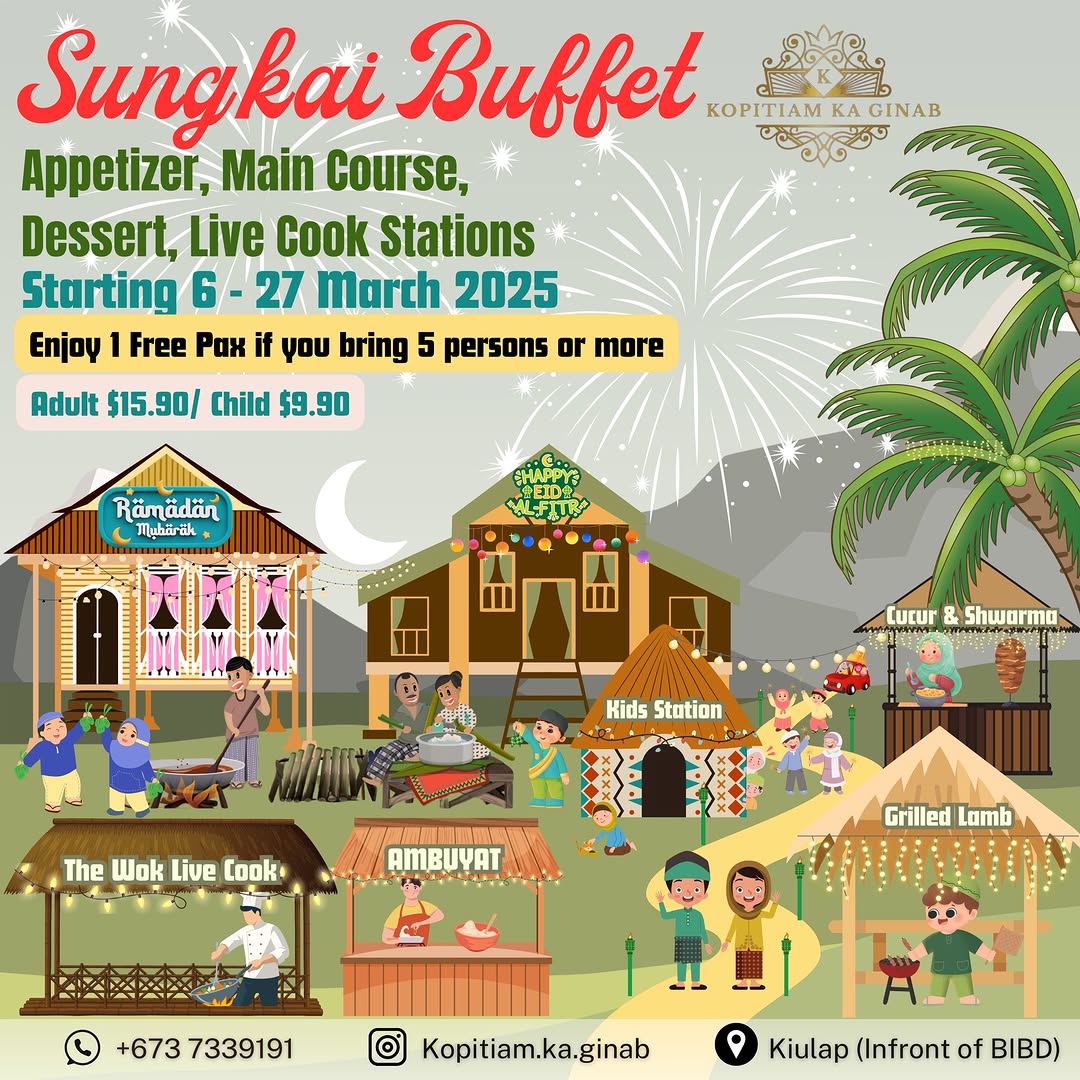 Sungkai Buffet
K
KOPITIAM KA GINAB
Appetizer, Main Course,
Dessert, Live Cook Stations
Starting 6 - 27 March 2025
Enjoy 1 Free Pax if you bring 5 persons or more
Adult $15.90/ Child $9.90
Ramadan
Mubarak
HAPPY
EID
AL-FITR
Cucur & Shwarma
Kids Station
Grilled Lamb
The Wok Live Cook
AMBUYAT
+673 7339191
Kopitiam.ka.ginab
Kiulap (Infront of BIBD)